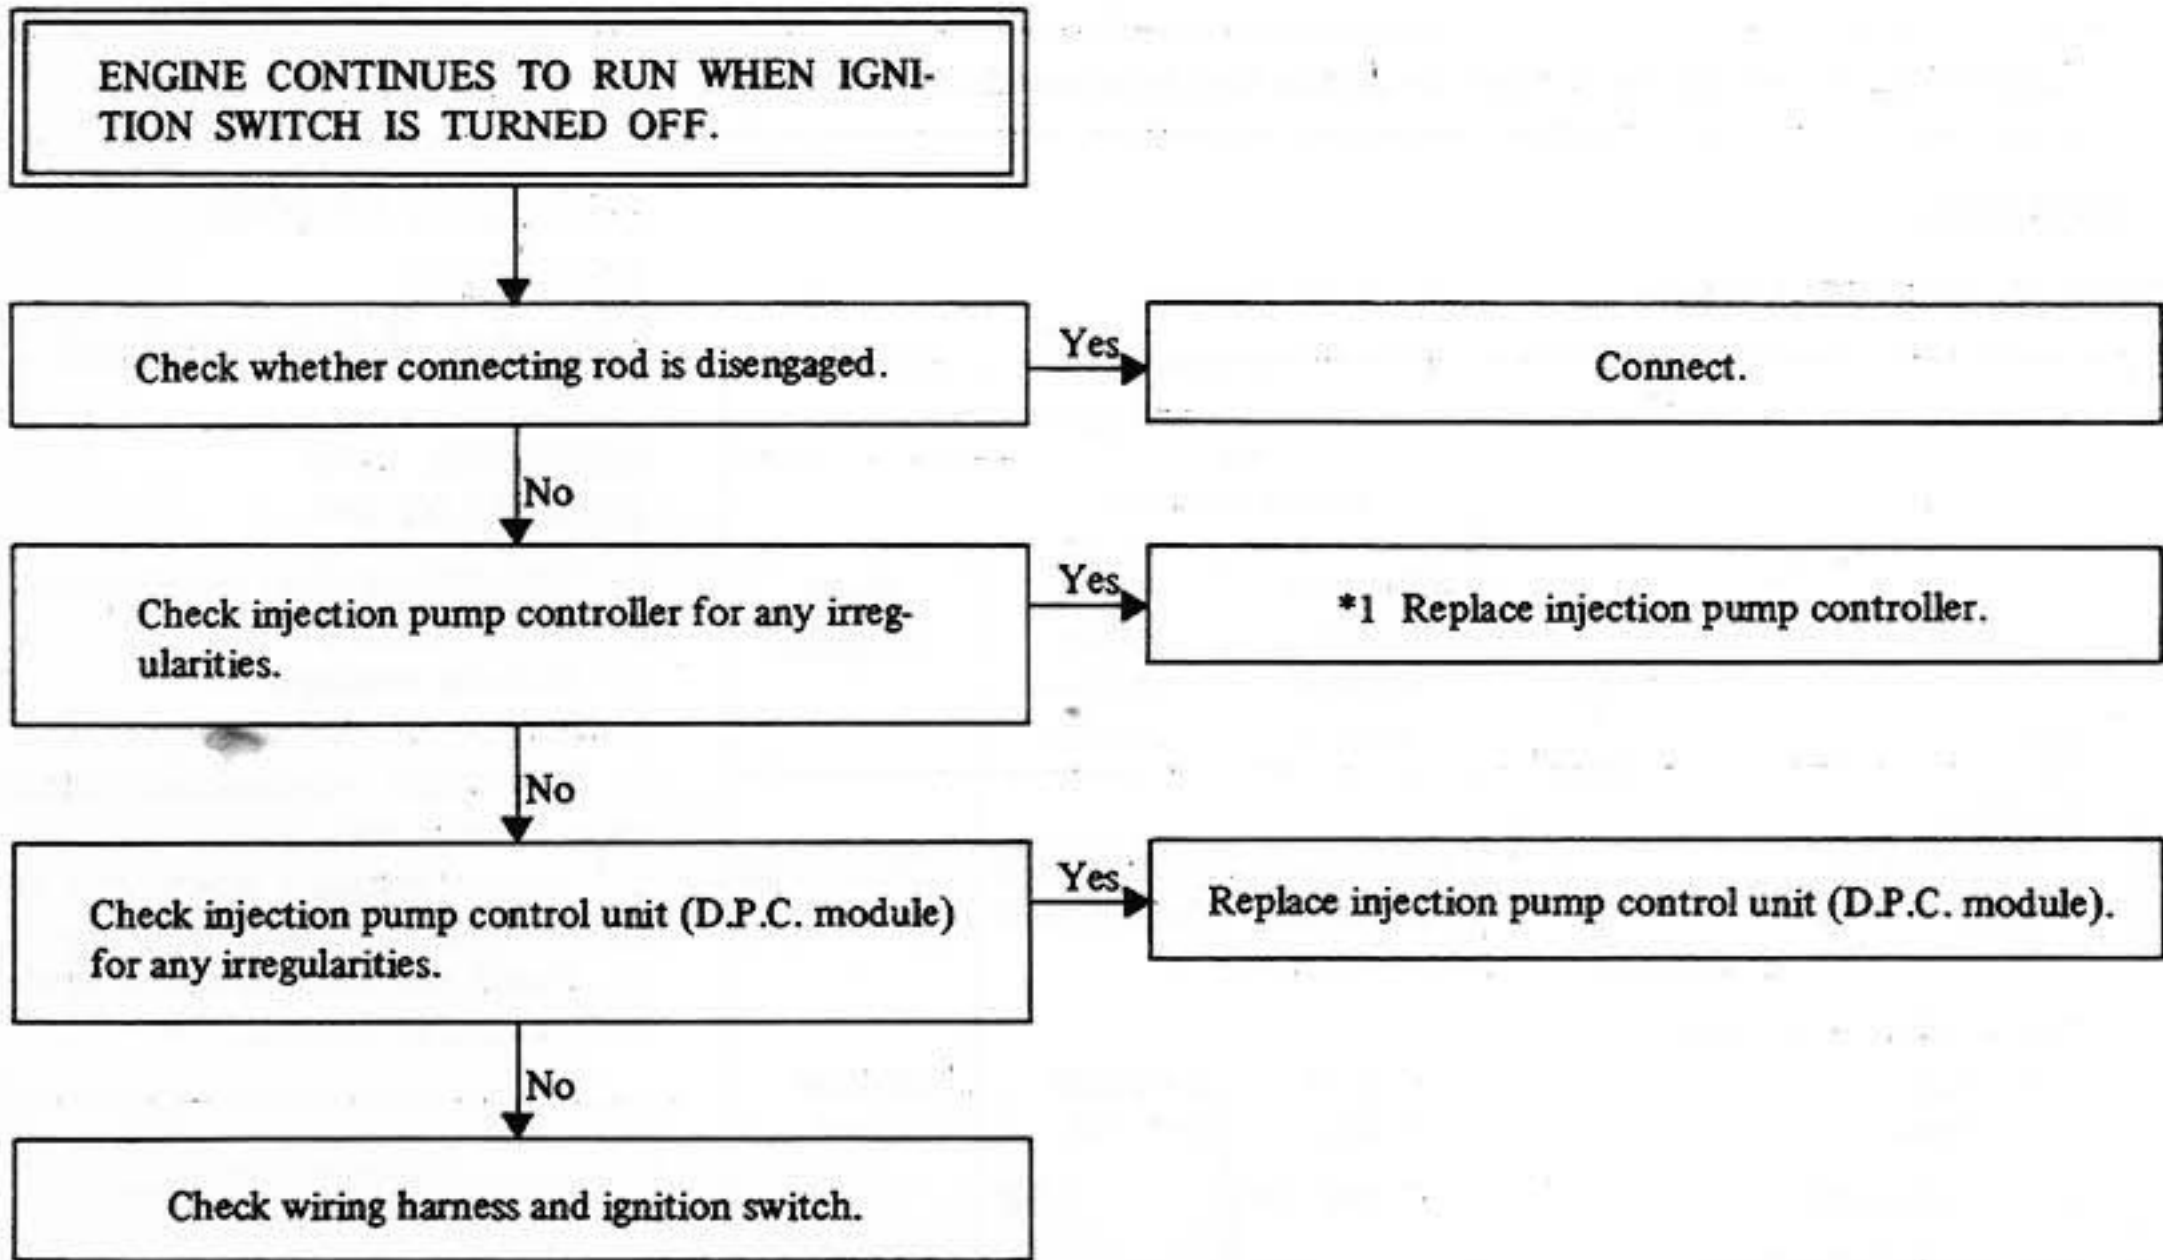 ENGINE CONTINUES TO RUN WHEN IGNI-
TION SWITCH IS TURNED OFF.
Check whether connecting rod is disengaged.
Yes
Connect.
No
Check injection pump controller for any irreg-
ularities.
Yes
*1 Replace injection pump controller.
No
Check injection pump control unit (D.P.C. module)
for any irregularities.
Yes
Replace injection pump control unit (D.P.C. module).
No
Check wiring harness and ignition switch.